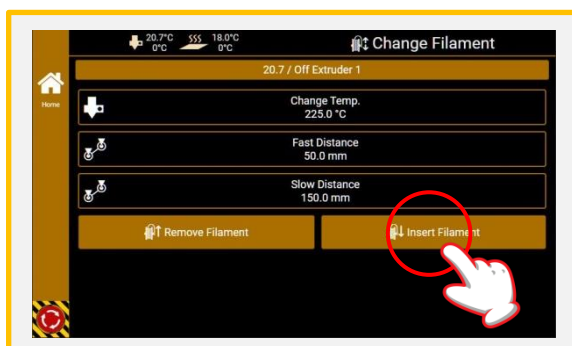 20.7°C
0°C
18.0°C
0°C
Change Filament
20.7 / Off Extruder 1
Home
Change Temp.
225.0 °C
Fast Distance
50.0 mm
Slow Distance
150.0 mm
Remove Filament
Insert Filament